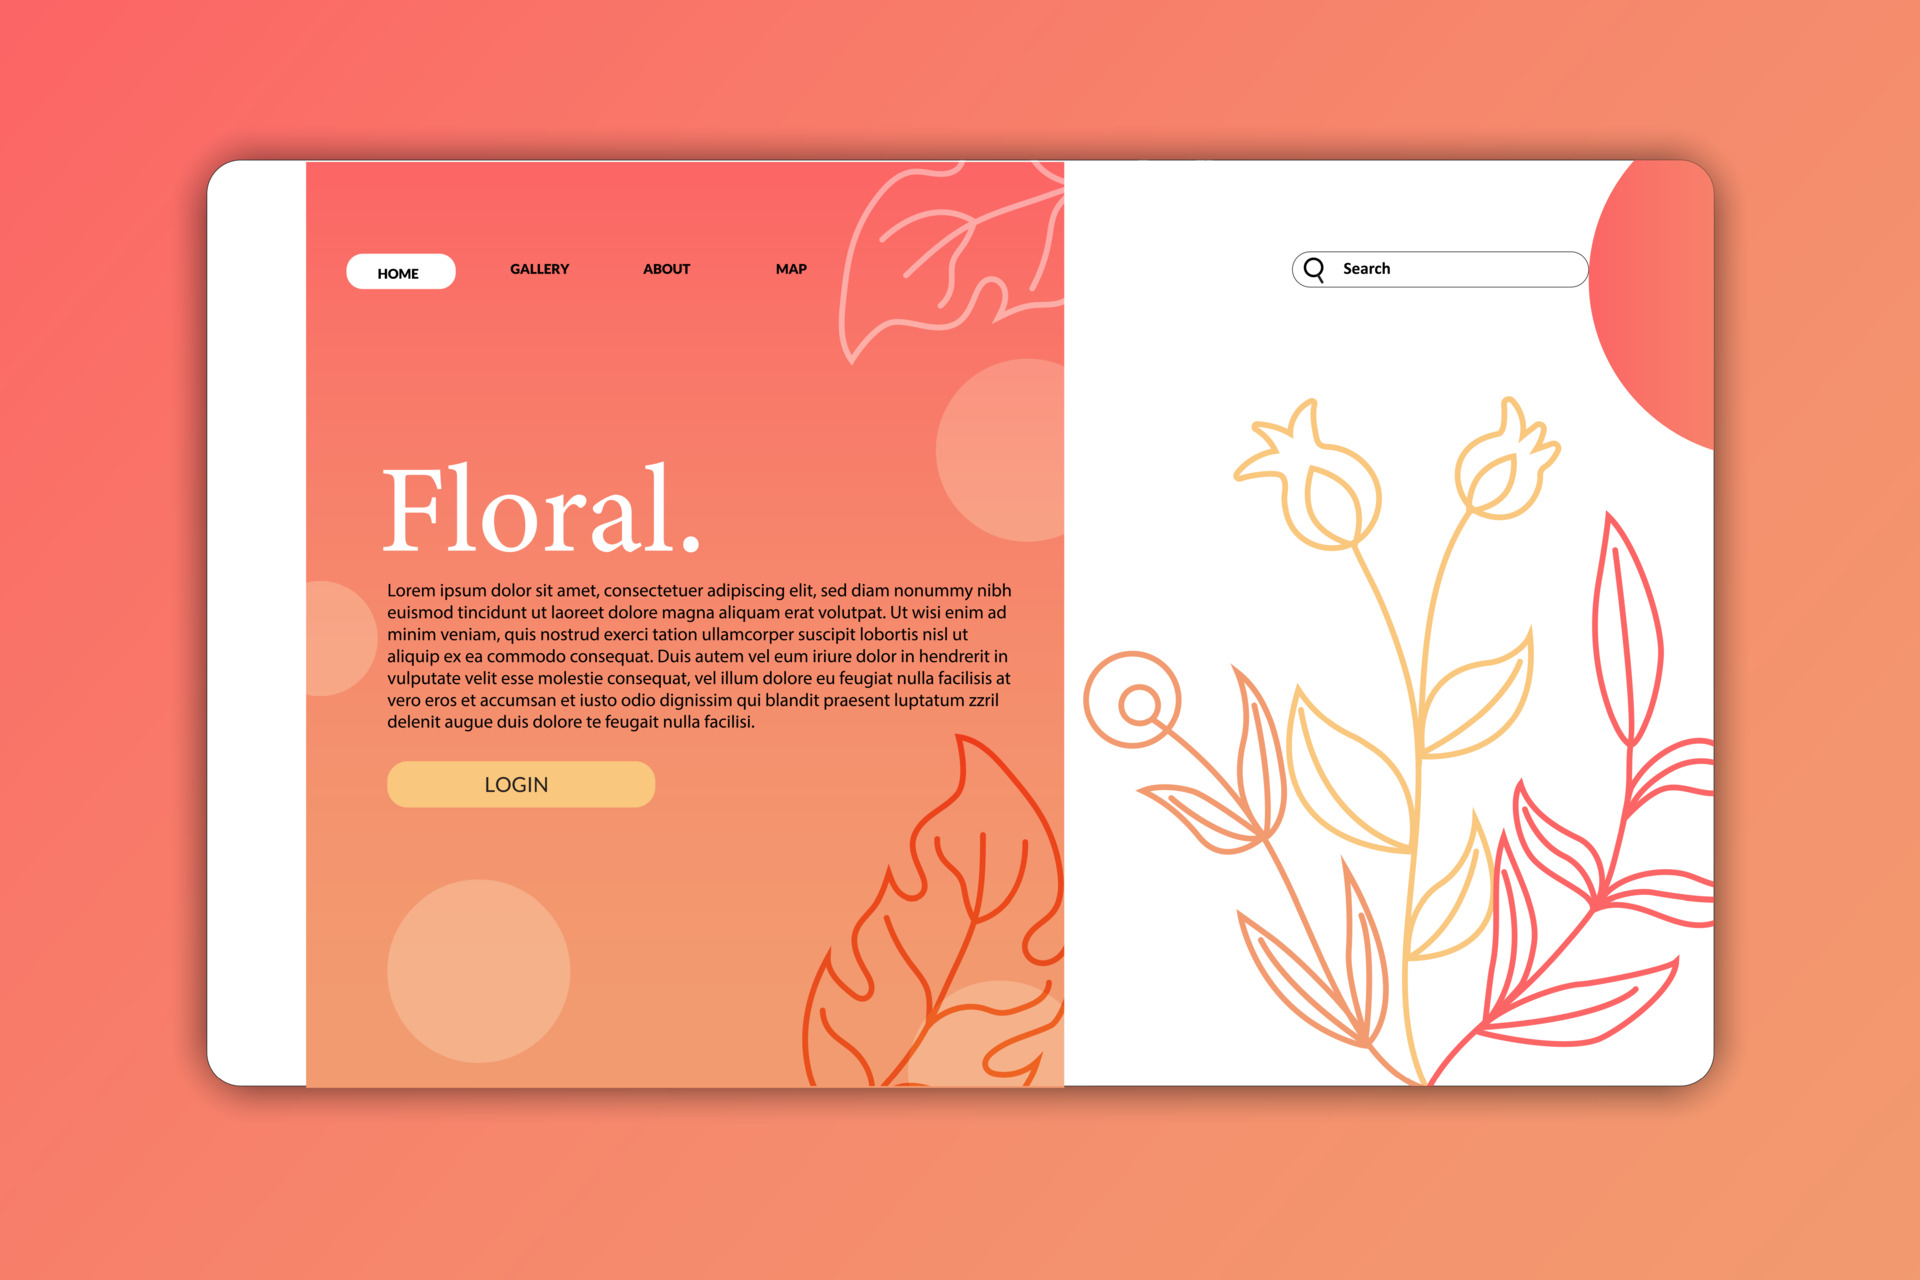 HOME GALLERY ABOUT MAP Search
Floral.
Lorem ipsum dolor sit amet, consectetuer adipiscing elit, sed diam nonummy nibh
euismod tincidunt ut laoreet dolore magna aliquam erat volutpat. Ut wisi enim ad
minim veniam, quis nostrud exerci tation ullamcorper suscipit lobortis nisl ut
aliquip ex ea commodo consequat. Duis autem vel eum iriure dolor in hendrerit in
vulputate velit esse molestie consequat, vel illum dolore eu feugiat nulla facilisis at
vero eros et accumsan et iusto odio dignissim qui blandit praesent luptatum zzril
delenit augue duis dolore te feugait nulla facilisi.
LOGIN